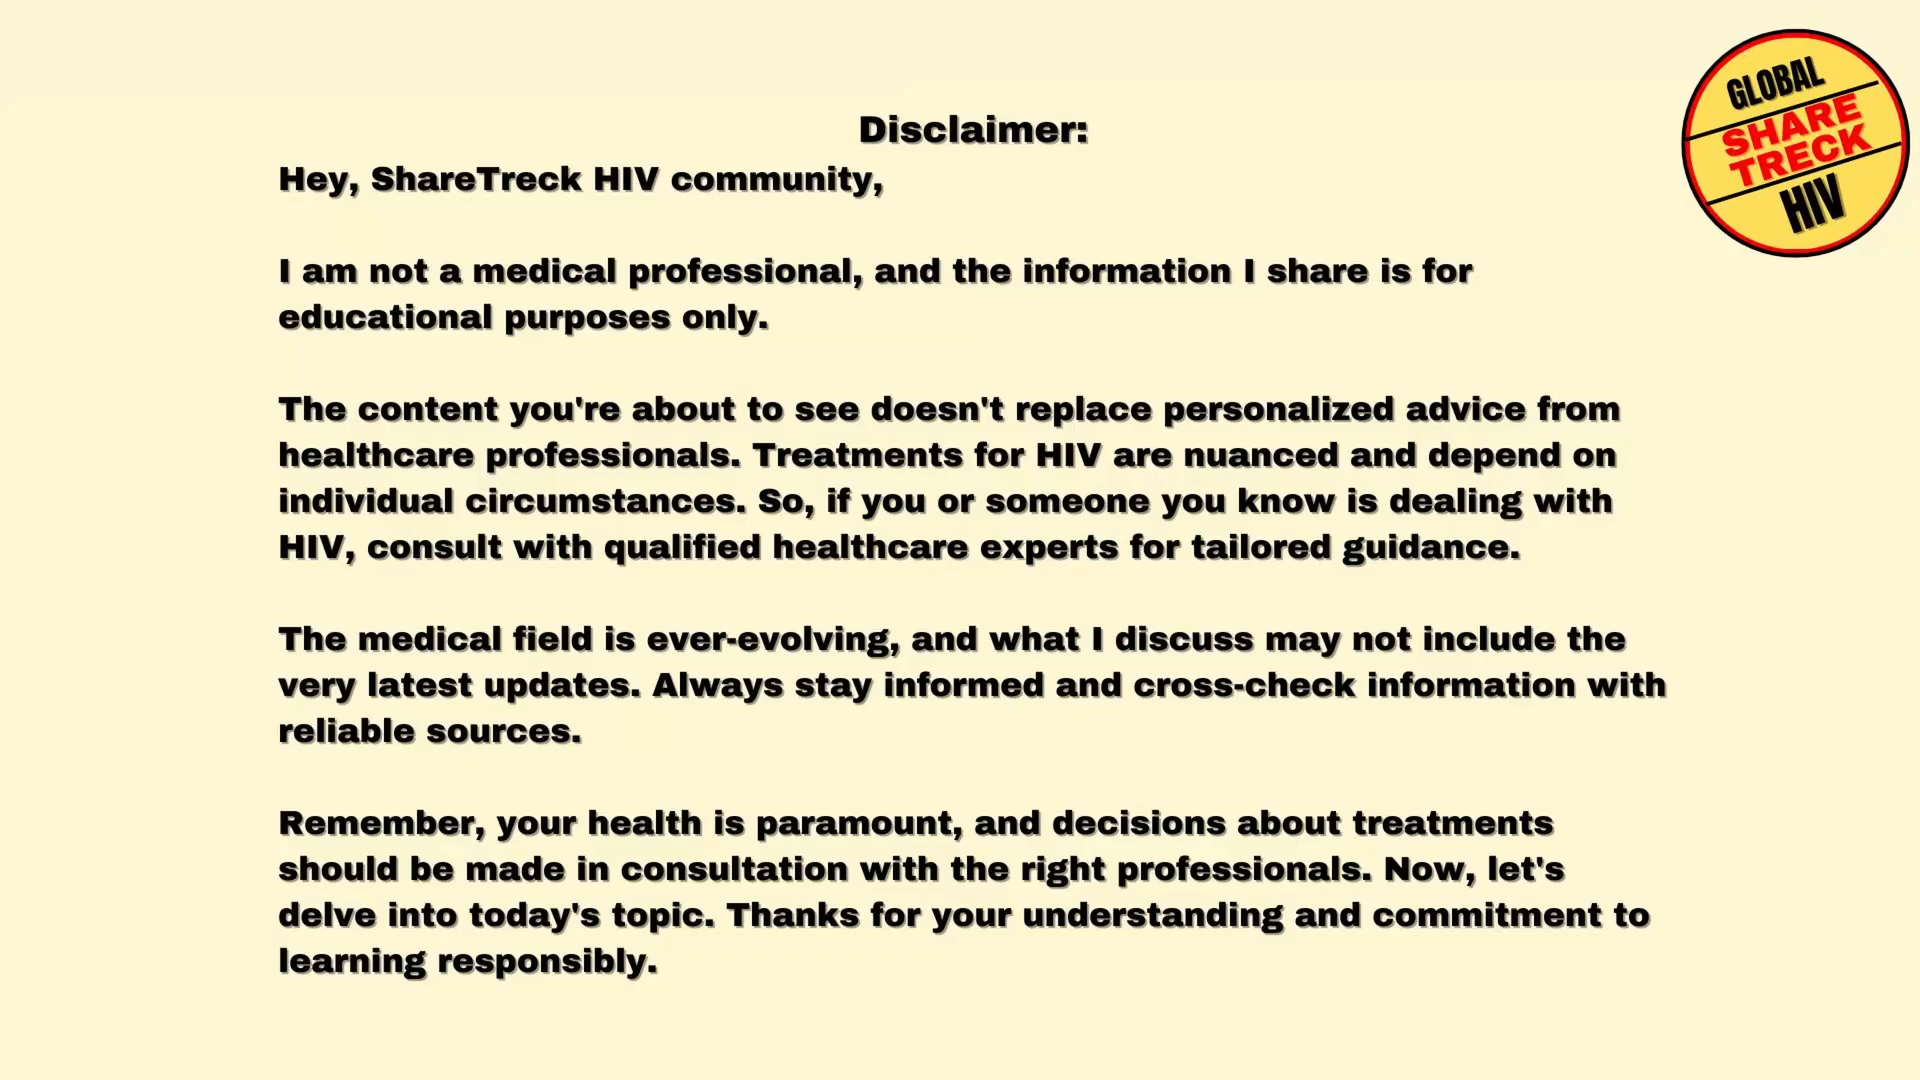 Disclaimer:
Hey, ShareTreck HIV community,
I am not a medical professional, and the information I share is for
educational purposes only.
The content you're about to see doesn't replace personalized advice from
healthcare professionals. Treatments for HIV are nuanced and depend on
individual circumstances. So, if you or someone you know is dealing with
HIV, consult with qualified healthcare experts for tailored guidance.
The medical field is ever-evolving, and what I discuss may not include the
very latest updates. Always stay informed and cross-check information with
reliable sources.
Remember, your health is paramount, and decisions about treatments
should be made in consultation with the right professionals. Now, let's
delve into today's topic. Thanks for your understanding and commitment to
learning responsibly.
GLOBAL
SHARE
TRECK
HIV